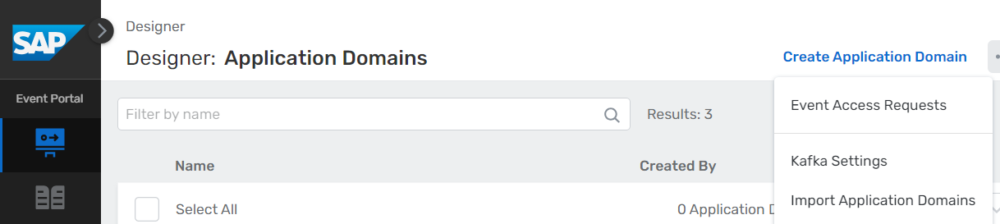 SAP
Designer
Designer: Application Domains
Create Application Domain
Event Portal
Event Access Requests
Filter by name
Results: 3
Kafka Settings
Name
Created By
Import Application Domains
Select All
0 Application